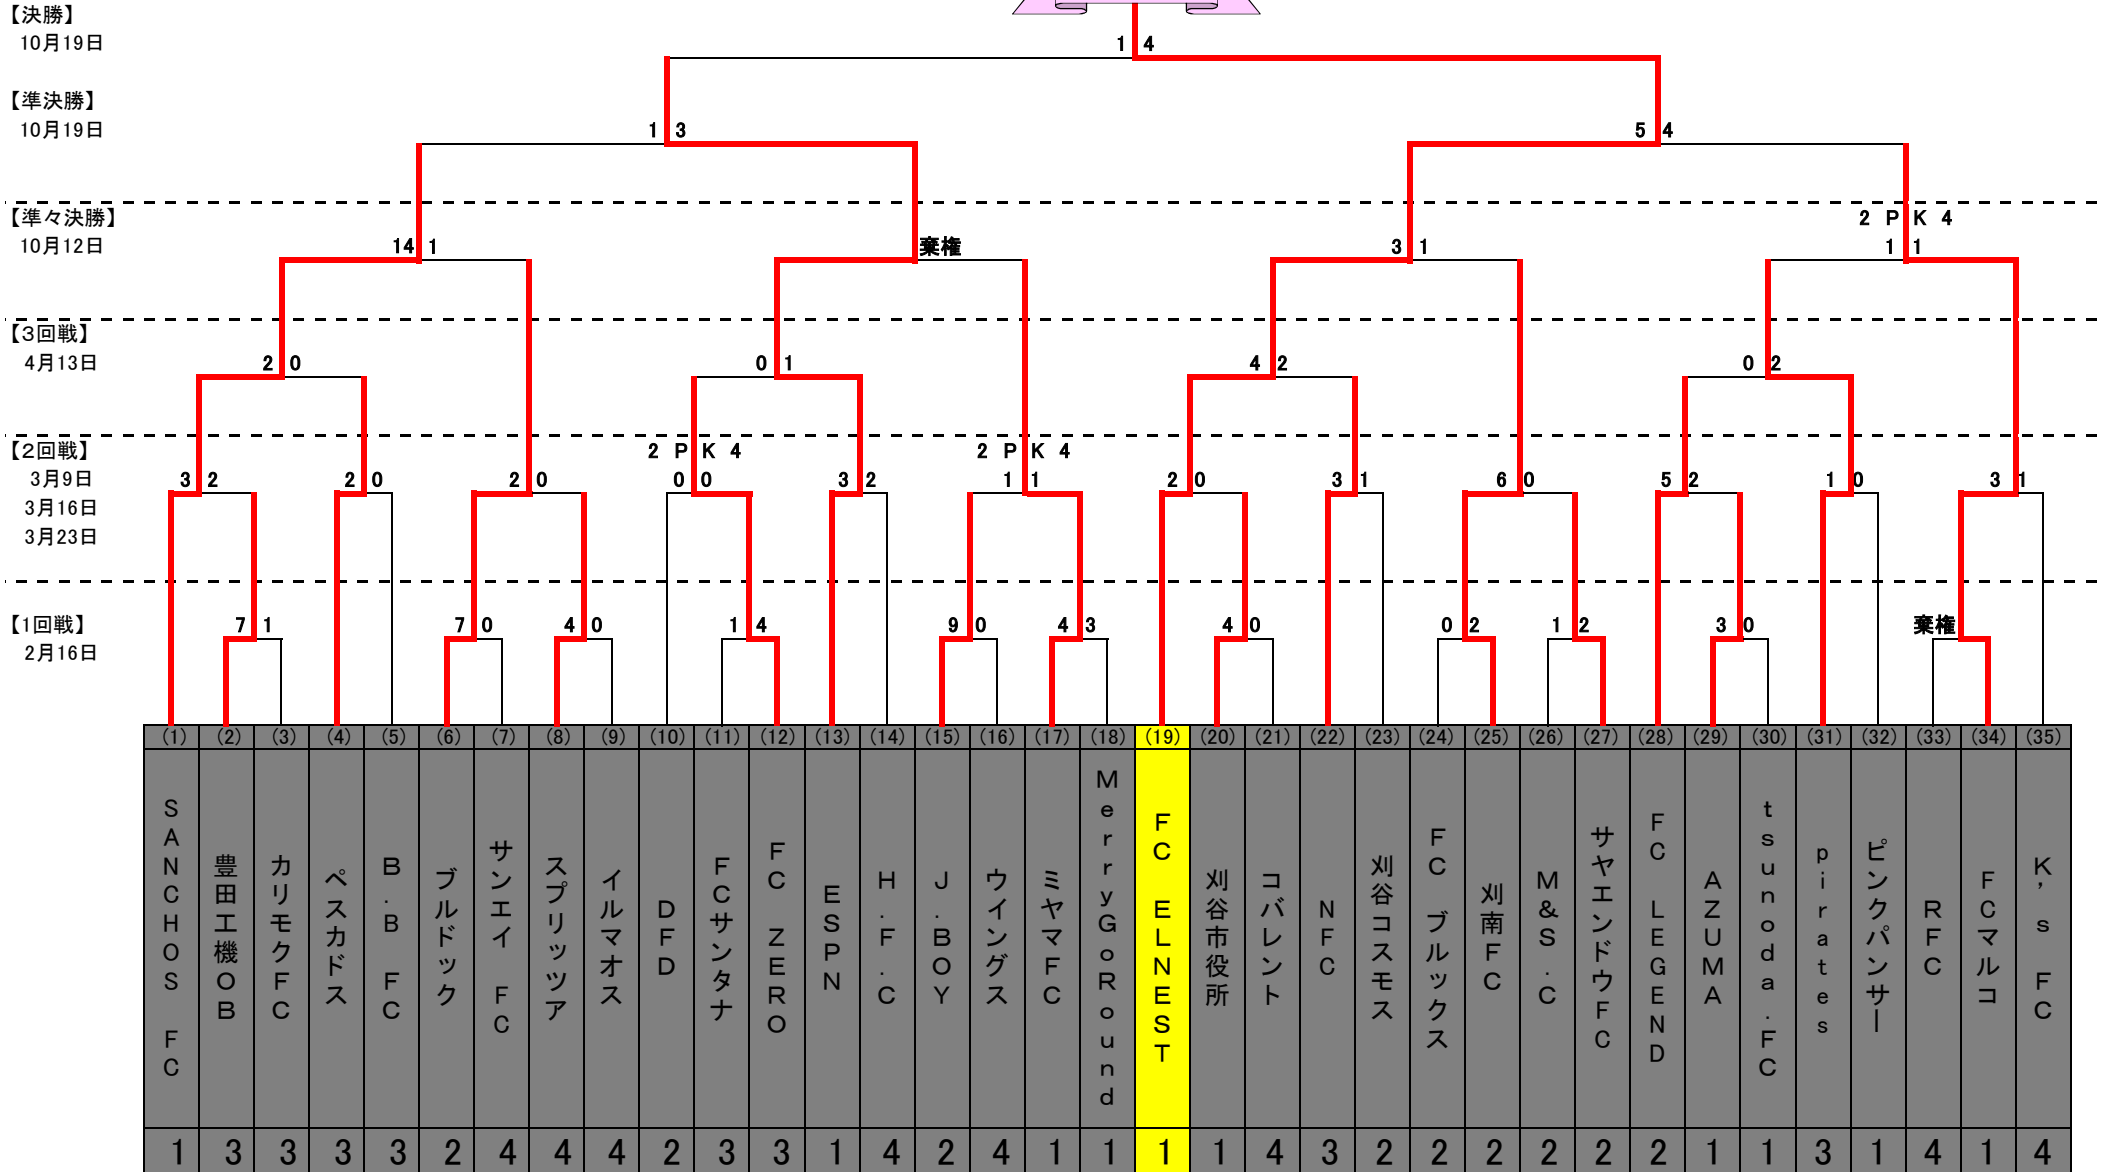 【決勝】
10月19日
1 4
【準決勝】
10月19日
1 3
5 4
【準々決勝】
10月12日
14 1
棄権
3 1
2 P K 4
1 1
【3回戦】
4月13日
2 0
0 1
4 2
0 2
【2回戦】
3月9日
3月16日
3月23日
3 2
2 0
2 0
2 P K 4
0 0
3 2
2 P K 4
1 1
2 0
3 1
6 0
5 2
1 0
3 1
【1回戦】
2月16日
7 1
7 0
4 0
1 4
9 0
4 3
4 0
0 2
1 2
3 0
棄権
(1) (2) (3) (4) (5) (6) (7) (8) (9) (10) (11) (12) (13) (14) (15) (16) (17) (18) (19) (20) (21) (22) (23) (24) (25) (26) (27) (28) (29) (30) (31) (32) (33) (34) (35)
SANCHOS FC
豊田工機OB
カリモクFC
ペスカドス
B.B FC
ブルドック
サンエイ FC
スプリッツア
イルマオス
DFD
FCサンタナ
FC ZERO
ESPN
H.F.C
J.BOY
ウイングス
ミヤマFC
MerryGoRound
FC ELNEST
刈谷市役所
コバレント
NFC
刈谷コスモス
FC ブルックス
刈南FC
M&S.C
サヤエンドウFC
FC LEGEND
AZUMA
tsunoda.FC
pirates
ピンクパンサー
RFC
FCマルコ
K’s FC
1 3 3 3 3 2 4 4 4 2 3 3 1 4 2 4 1 1 1 1 4 3 2 2 2 2 2 2 1 1 3 1 4 1 4